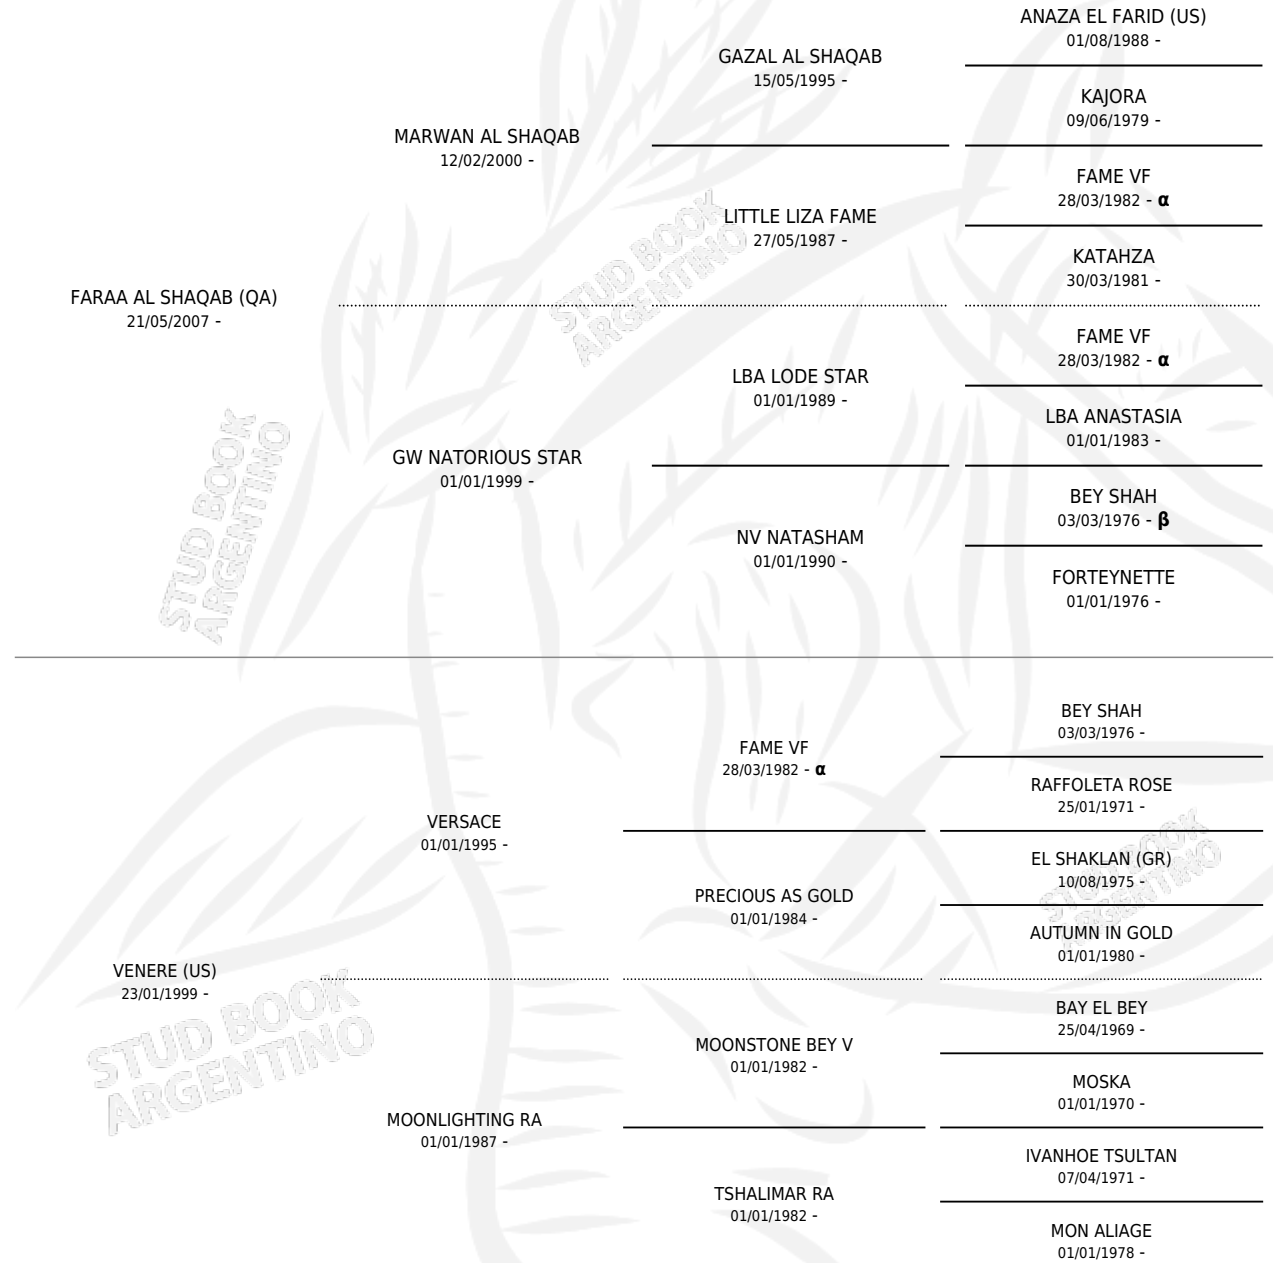 ANAZA EL FARID (US)
01/08/1988 -
GAZAL AL SHAQAB
15/05/1995 -
KAJORA
09/06/1979 -
MARWAN AL SHAQAB
12/02/2000 -
FAME VF
28/03/1982 - α
LITTLE LIZA FAME
27/05/1987 -
KATAHZA
30/03/1981 -
FARAA AL SHAQAB (QA)
21/05/2007 -
FAME VF
28/03/1982 - α
LBA LODE STAR
01/01/1989 -
LBA ANASTASIA
01/01/1983 -
GW NATORIOUS STAR
01/01/1999 -
BEY SHAH
03/03/1976 - β
NV NATASHAM
01/01/1990 -
FORTEYNETTE
01/01/1976 -
BEY SHAH
03/03/1976 -
FAME VF
28/03/1982 - α
RAFFOLETA ROSE
25/01/1971 -
VERSACE
01/01/1995 -
EL SHAKLAN (GR)
10/08/1975 -
PRECIOUS AS GOLD
01/01/1984 -
AUTUMN IN GOLD
01/01/1980 -
VENERE (US)
23/01/1999 -
BAY EL BEY
25/04/1969 -
MOONSTONE BEY V
01/01/1982 -
MOSKA
01/01/1970 -
MOONLIGHTING RA
01/01/1987 -
IVANHOE TSULTAN
07/04/1971 -
TSHALIMAR RA
01/01/1982 -
MON ALIAGE
01/01/1978 -
STUD BOOK
ARGENTINO
STUD BOOK
ARGENTINO
STUD BOOK
ARGENTINO
STUD BOOK
ARGENTINO